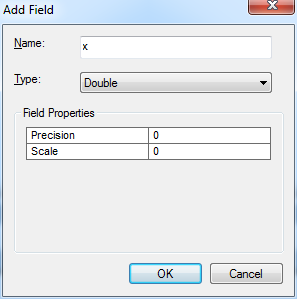 Add Field
Name: x
Type: Double
Field Properties
Precision 0
Scale 0
OK Cancel